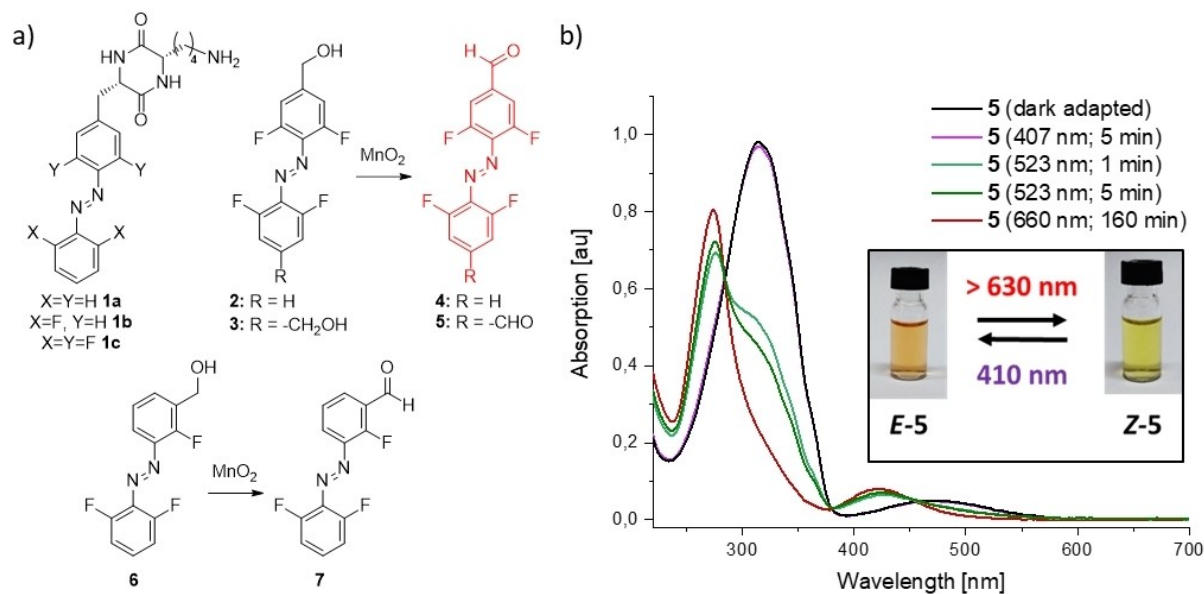 a)
O
HN
NH
O
( )4
NH2
Y
Y
N
N
X
X
X=Y=H 1a
X=F, Y=H 1b
X=Y=F 1c
OH
F
F
N
N
F
F
R
2: R = H
3: R = -CH2OH
MnO2
O
H
F
F
N
N
F
F
R
4: R = H
5: R = -CHO
OH
F
N
N
F
F
6
MnO2
O
H
F
N
N
F
F
7
b)
Absorption [au]
1,0
0,8
0,6
0,4
0,2
0,0
300
400
500
600
700
Wavelength [nm]
5 (dark adapted)
5 (407 nm; 5 min)
5 (523 nm; 1 min)
5 (523 nm; 5 min)
5 (660 nm; 160 min)
> 630 nm
410 nm
E-5
Z-5